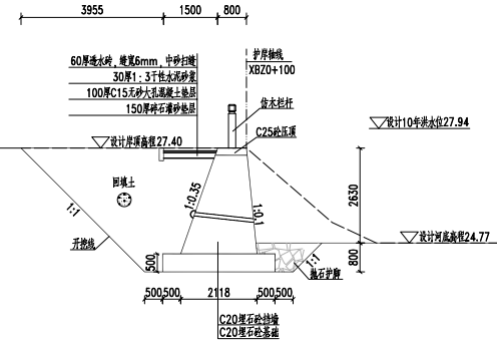 3955 1500 800
60厚透水砖，缝宽6mm，中砂扫缝
30厚1：3干性水泥砂浆
100厚C15无砂大孔混凝土垫层
150厚碎石灌砂垫层
护岸轴线
XBZ0+100
仿木栏杆
C25砼压顶
设计10年洪水位27.94
设计岸顶高程27.40
回填土
1:0.35
1:0.1
1:1
开挖线
2630
设计河底高程24.77
800
500
1:1
抛石护脚
500 500 2118 500 500
C20埋石砼挡墙
C20埋石砼基础